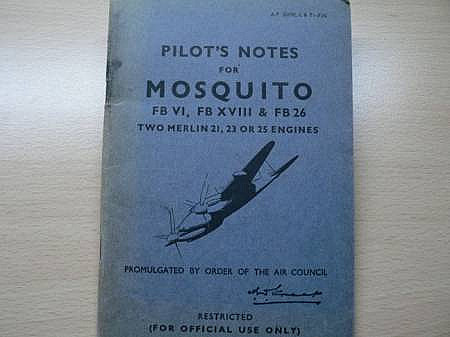 PILOT'S NOTES
FOR
MOSQUITO
FB VI, FB XVIII & FB 26
TWO MERLIN 21, 23 OR 25 ENGINES
PROMULGATED BY ORDER OF THE AIR COUNCIL
RESTRICTED
(FOR OFFICIAL USE ONLY)